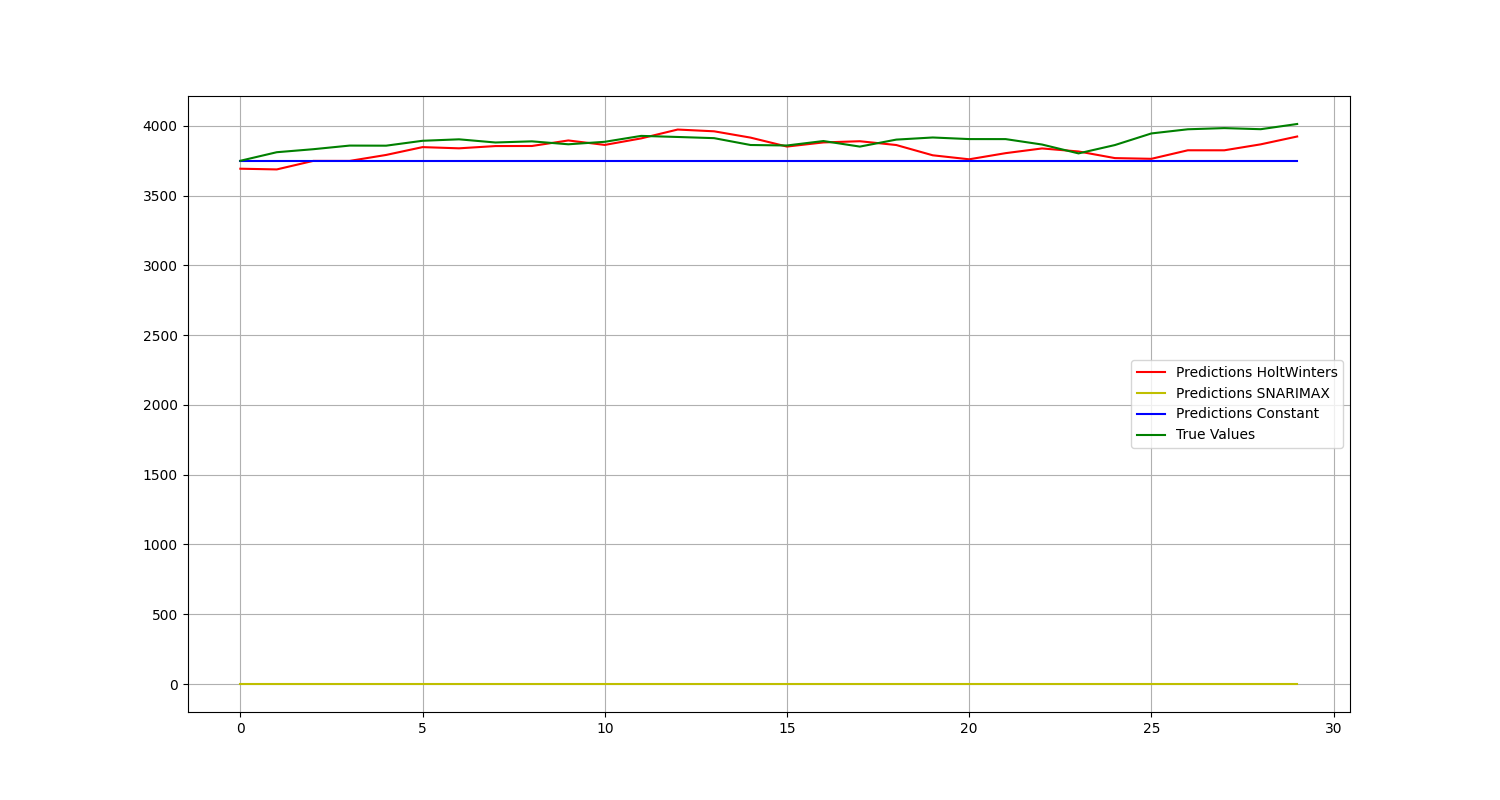 4000
3500
3000
2500
2000
1500
1000
500
0
Predictions HoltWinters
Predictions SNARIMAX
Predictions Constant
True Values
0 5 10 15 20 25 30